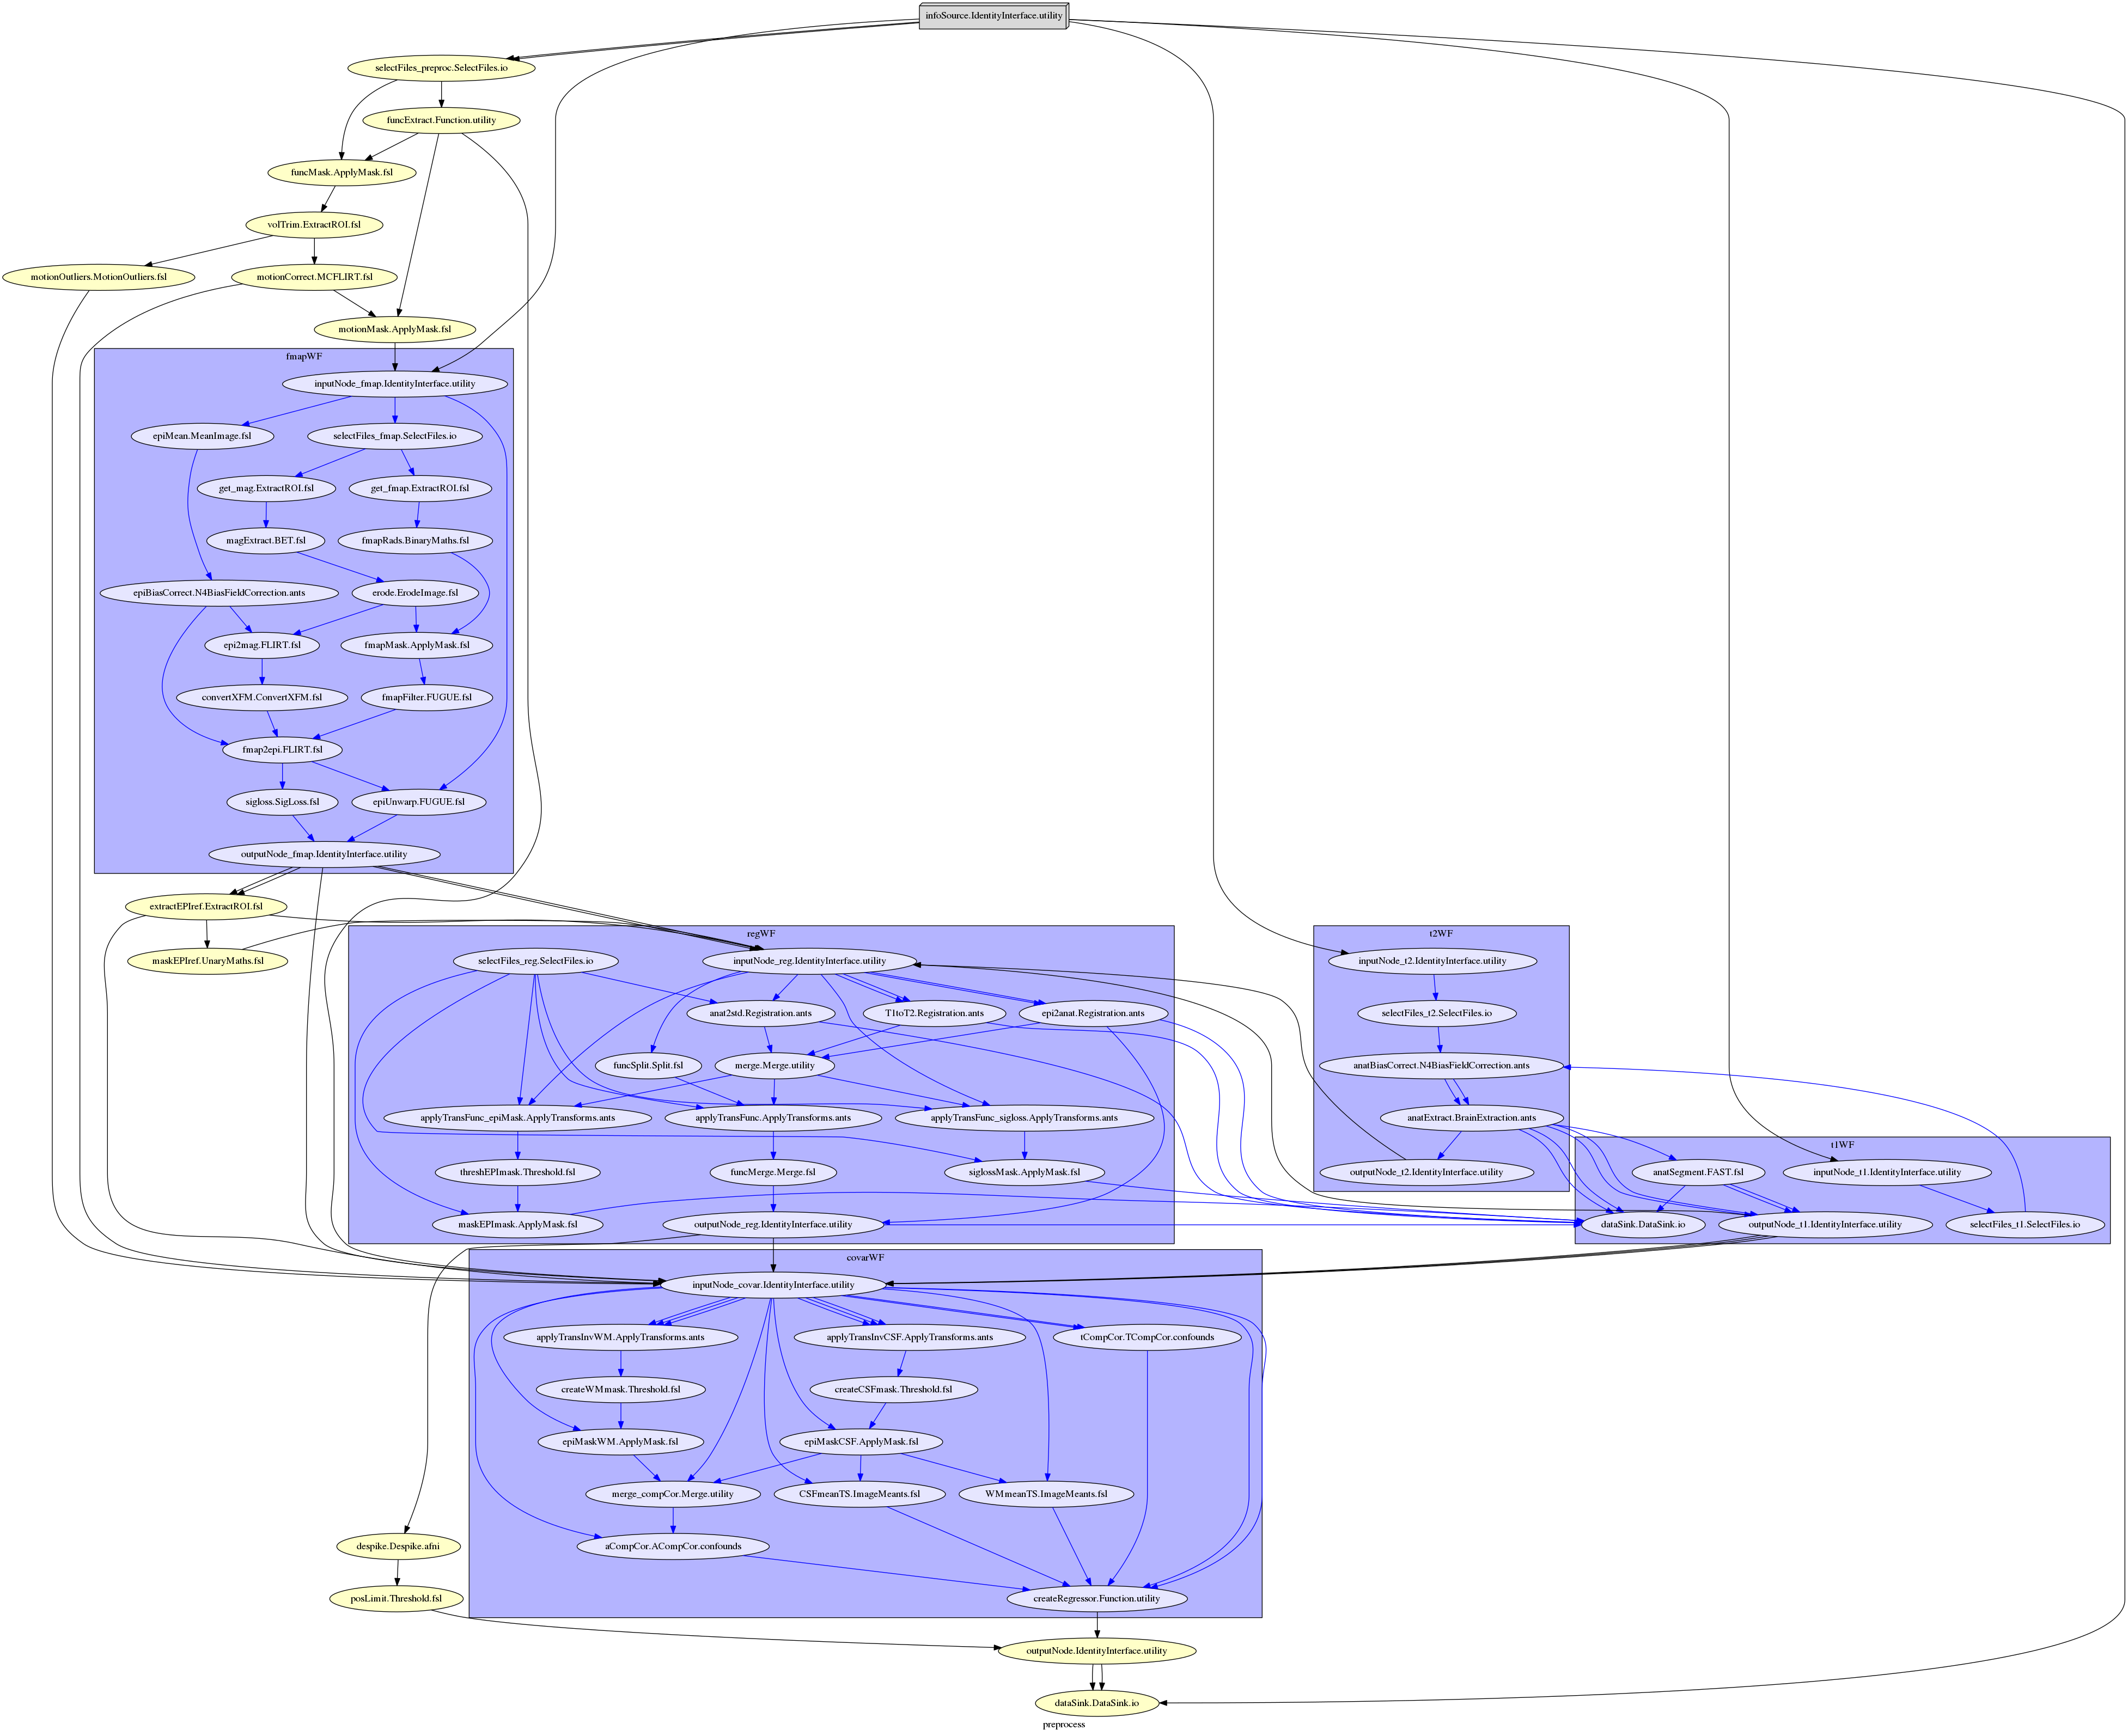 infoSource.IdentityInterface.utility
selectFiles_preproc.SelectFiles.io
funcExtract.Function.utility
funcMask.ApplyMask.fsl
volTrim.ExtractROI.fsl
motionOutliers.MotionOutliers.fsl
motionCorrect.MCFLIRT.fsl
motionMask.ApplyMask.fsl
fmapWF
inputNode_fmap.IdentityInterface.utility
epiMean.MeanImage.fsl
selectFiles_fmap.SelectFiles.io
get_mag.ExtractROI.fsl
get_fmap.ExtractROI.fsl
magExtract.BET.fsl
fmapRads.BinaryMaths.fsl
epiBiasCorrect.N4BiasFieldCorrection.ants
erode.ErodeImage.fsl
epi2mag.FLIRT.fsl
fmapMask.ApplyMask.fsl
convertXFM.ConvertXFM.fsl
fmapFilter.FUGUE.fsl
fmap2epi.FLIRT.fsl
sigloss.SigLoss.fsl
epiUnwarp.FUGUE.fsl
outputNode_fmap.IdentityInterface.utility
extractEPIref.ExtractROI.fsl
maskEPIref.UnaryMaths.fsl
regWF
selectFiles_reg.SelectFiles.io
inputNode_reg.IdentityInterface.utility
anat2std.Registration.ants
T1toT2.Registration.ants
epi2anat.Registration.ants
funcSplit.Split.fsl
merge.Merge.utility
applyTransFunc_epiMask.ApplyTransforms.ants
applyTransFunc.ApplyTransforms.ants
applyTransFunc_sigloss.ApplyTransforms.ants
threshEPImask.Threshold.fsl
funcMerge.Merge.fsl
siglossMask.ApplyMask.fsl
maskEPImask.ApplyMask.fsl
outputNode_reg.IdentityInterface.utility
t2WF
inputNode_t2.IdentityInterface.utility
selectFiles_t2.SelectFiles.io
anatBiasCorrect.N4BiasFieldCorrection.ants
anatExtract.BrainExtraction.ants
outputNode_t2.IdentityInterface.utility
t1WF
anatSegment.FAST.fsl
inputNode_t1.IdentityInterface.utility
dataSink.DataSink.io
outputNode_t1.IdentityInterface.utility
selectFiles_t1.SelectFiles.io
covarWF
inputNode_covar.IdentityInterface.utility
applyTransInvWM.ApplyTransforms.ants
applyTransInvCSF.ApplyTransforms.ants
tCompCor.TCompCor.confounds
createWMmask.Threshold.fsl
createCSFmask.Threshold.fsl
epiMaskWM.ApplyMask.fsl
epiMaskCSF.ApplyMask.fsl
merge_compCor.Merge.utility
CSFmeanTS.ImageMeants.fsl
WMmeanTS.ImageMeants.fsl
aCompCor.ACompCor.confounds
createRegressor.Function.utility
despike.Despike.afni
posLimit.Threshold.fsl
outputNode.IdentityInterface.utility
dataSink.DataSink.io
preprocess